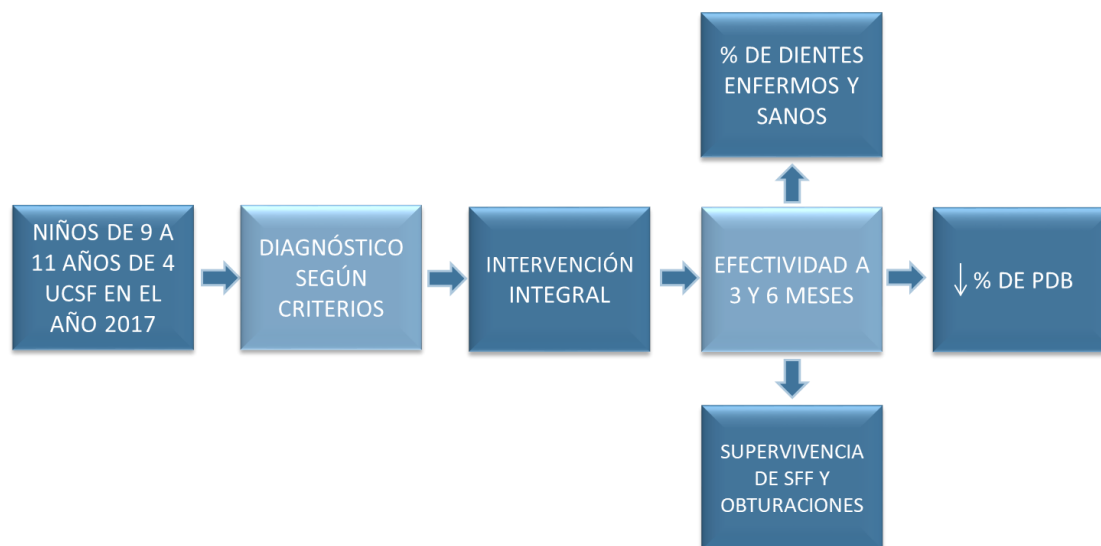 % DE DIENTES
ENFERMOS Y
SANOS
NIÑOS DE 9 A
11 AÑOS DE 4
UCSF EN EL
AÑO 2017
DIAGNÓSTICO
SEGÚN
CRITERIOS
INTERVENCIÓN
INTEGRAL
EFECTIVIDAD A
3 Y 6 MESES
↓ % DE PDB
SUPERVIVENCIA
DE SFF Y
OBTURACIONES